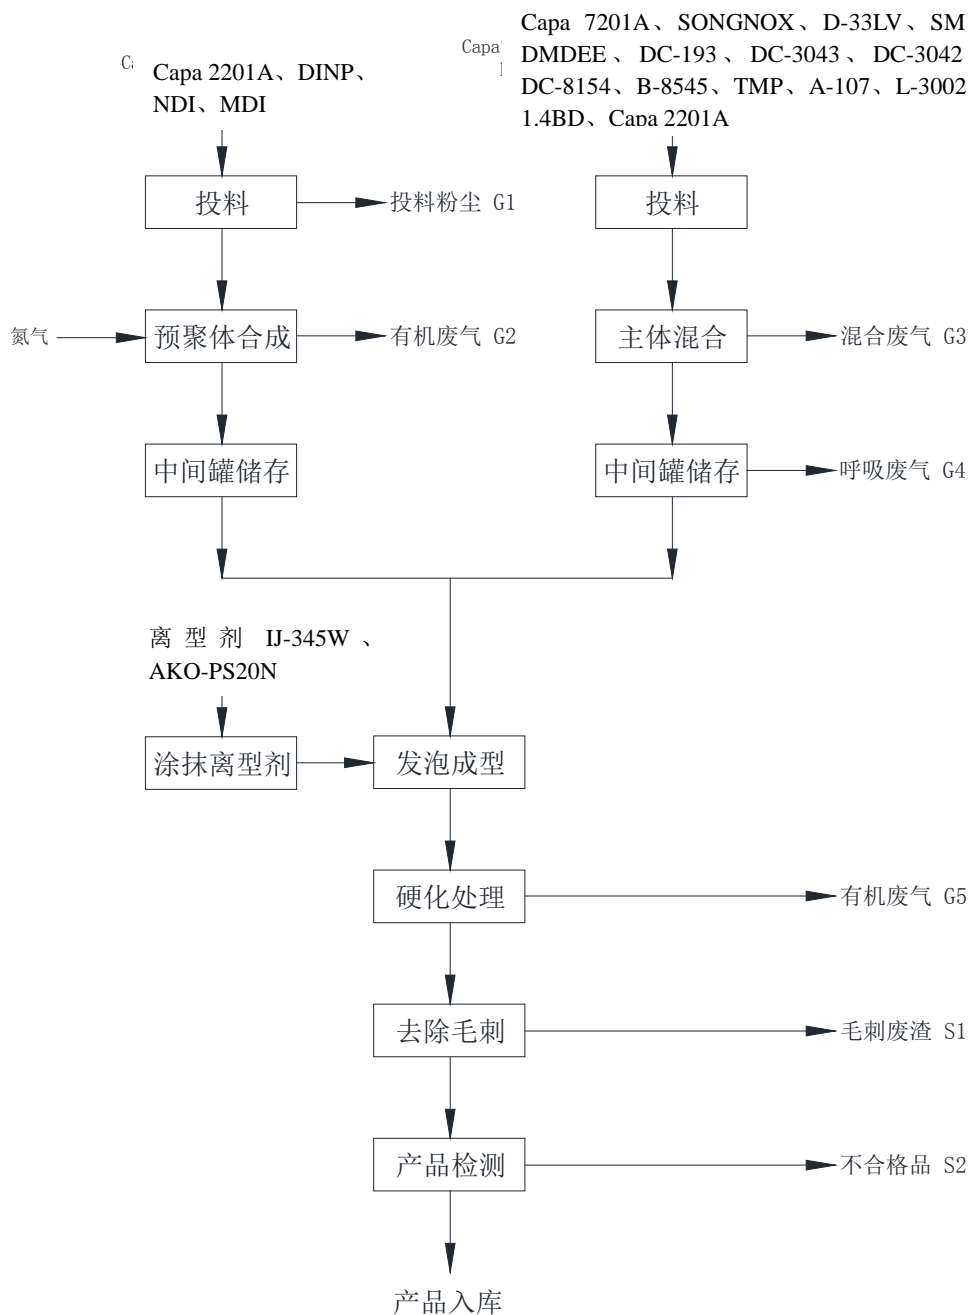 Capa 7201A、SONGNOX、D-33LV、SM
DMDEE、DC-193、DC-3043、DC-3042
DC-8154、B-8545、TMP、A-107、L-3002
1.4BD、Capa 2201A
Capa 2201A、DINP、
NDI、MDI
投料
投料粉尘 G1
投料
氮气
预聚体合成
有机废气 G2
主体混合
混合废气 G3
中间罐储存
中间罐储存
呼吸废气 G4
离型剂 IJ-345W、
AKO-PS20N
涂抹离型剂
发泡成型
硬化处理
有机废气 G5
去除毛刺
毛刺废渣 S1
产品检测
不合格品 S2
产品入库